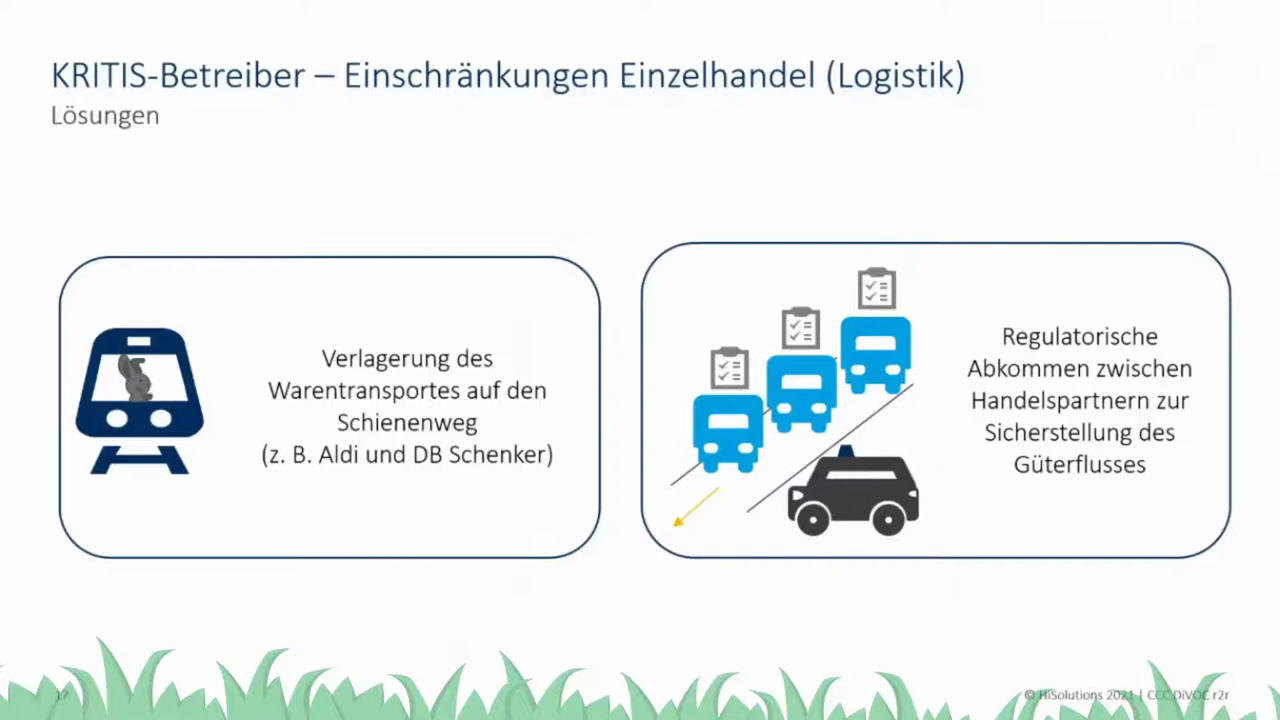 KRITIS-Betreiber – Einschränkungen Einzelhandel (Logistik)
Lösungen
Verlagerung des
Warentransportes auf den
Schienenweg
(z. B. Aldi und DB Schenker)
Regulatorische
Abkommen zwischen
Handelspartnern zur
Sicherstellung des
Güterflusses
17
© HiSolutions 2021 | CCC DiVOC r2r